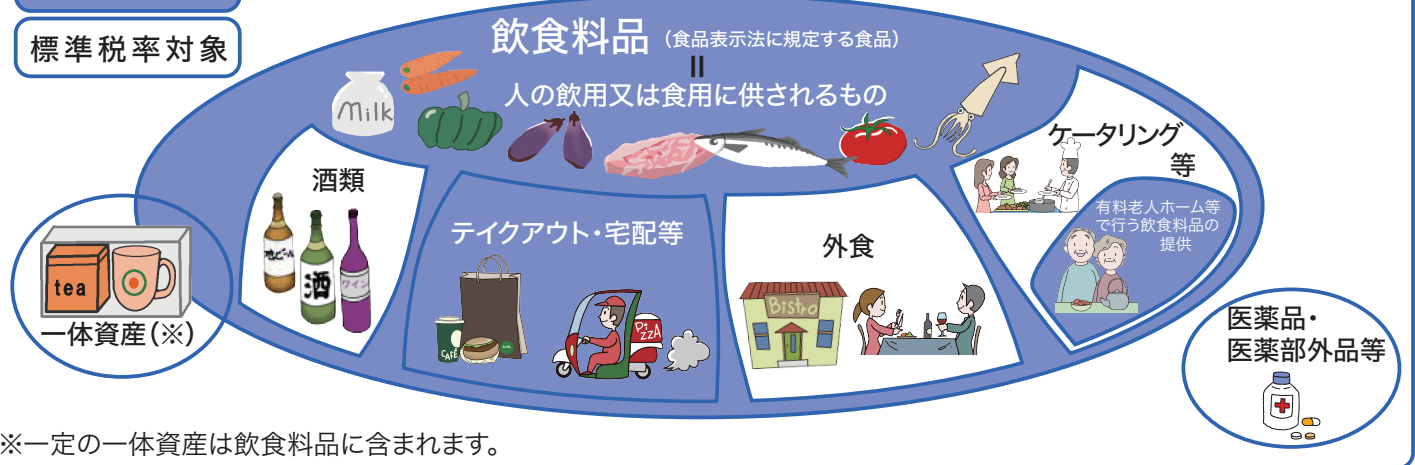 標準税率対象
飲食料品（食品表示法に規定する食品）
＝
人の飲用又は食用に供されるもの
Milk
ケータリング
等
酒類
有料老人ホーム等
で行う飲食料品の
提供
テイクアウト・宅配等
外食
地ビール
酒
ワイン
tea
一体資産（※）
CAFÉ
PiZZA
Bistro
医薬品・
医薬部外品等
※一定の一体資産は飲食料品に含まれます。